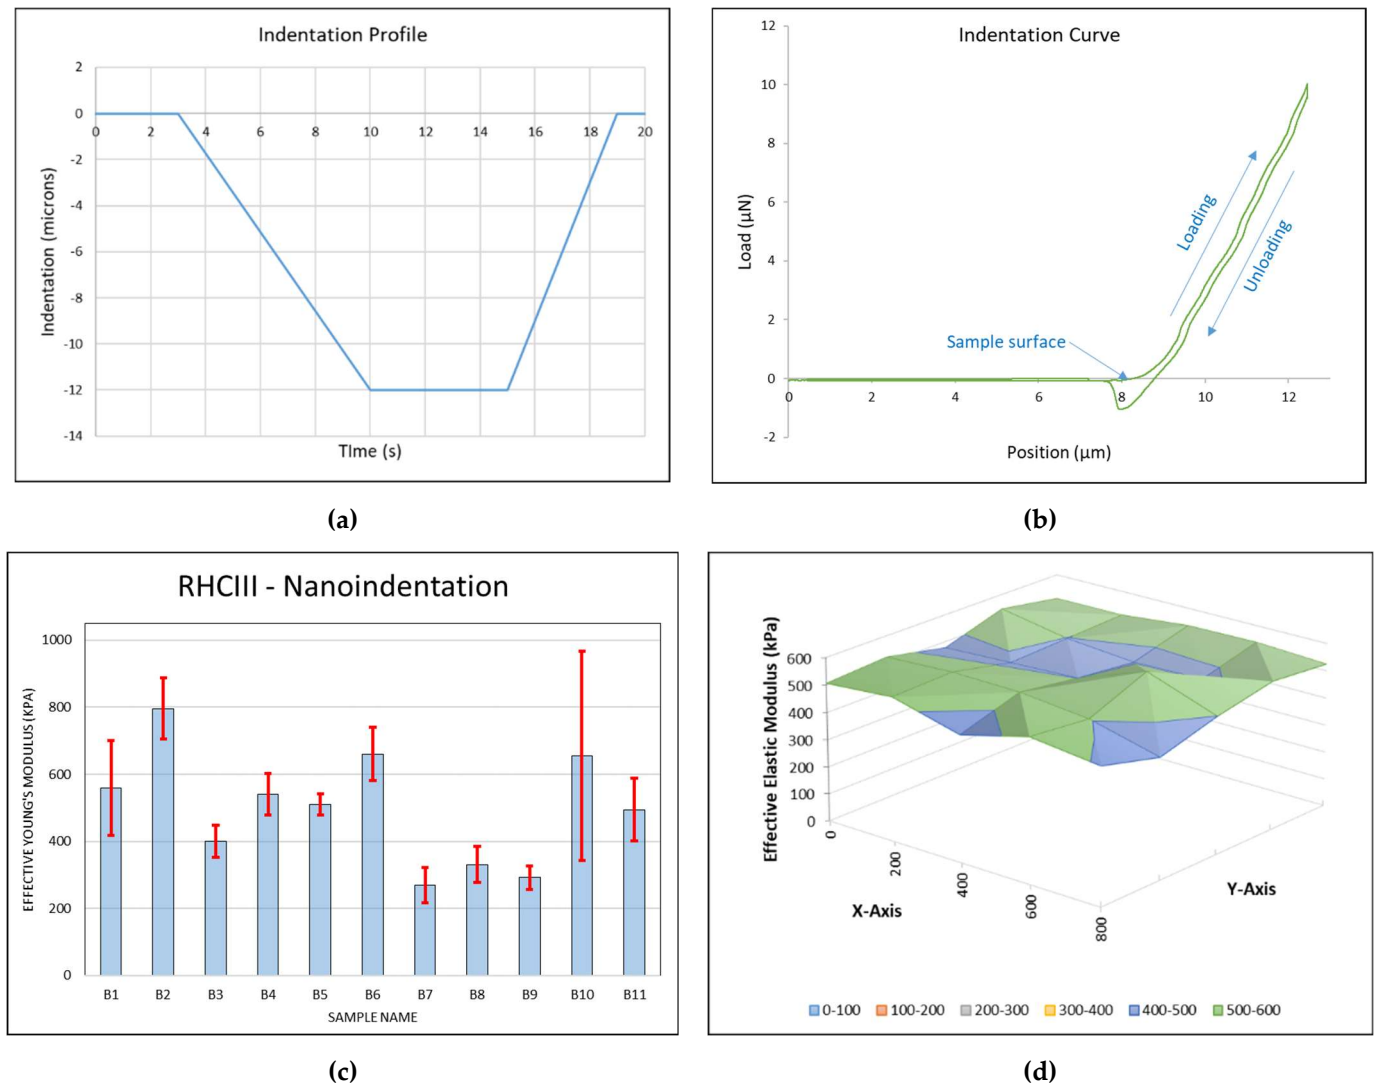 Indentation Profile
2
0
0 2 4 6 8 10 12 14 16 18 20
-2
-4
-6
-8
-10
-12
-14
Indentation (microns)
TIme (s)
(a)
Indentation Curve
12
10
8
6
4
2
0
-2
0 2 4 6 8 10 12
Load (μN)
Loading
Unloading
Sample surface
Position (μm)
(b)
RHCIII - Nanoindentation
1000
800
600
400
200
0
EFFECTIVE YOUNG'S MODULUS (KPA)
B1 B2 B3 B4 B5 B6 B7 B8 B9 B10 B11
SAMPLE NAME
(c)
Effective Elastic Modulus (kPa)
600
500
400
300
200
100
0
0 200 400 600 800
X-Axis
Y-Axis
0-100 100-200 200-300 300-400 400-500 500-600
(d)